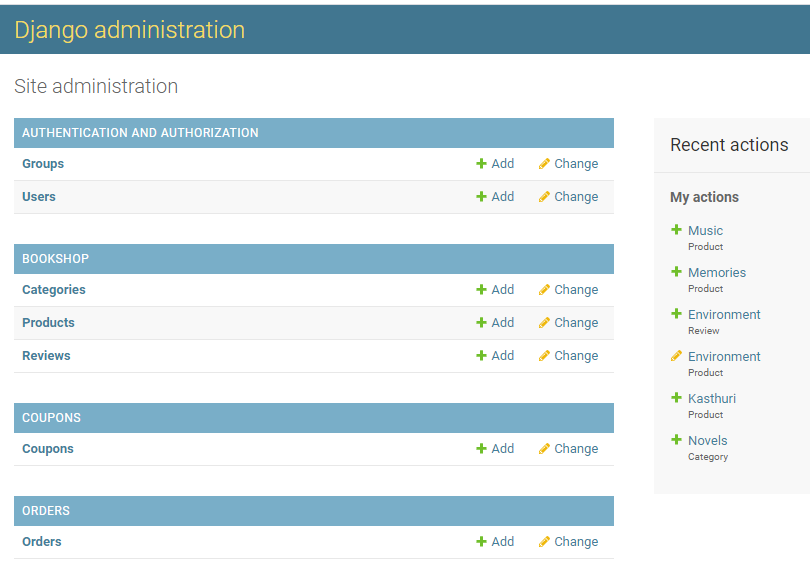 Django administration
Site administration
AUTHENTICATION AND AUTHORIZATION
Groups Add Change
Users Add Change
BOOKSHOP
Categories Add Change
Products Add Change
Reviews Add Change
COUPONS
Coupons Add Change
ORDERS
Orders Add Change
Recent actions
My actions
Music
Product
Memories
Product
Environment
Review
Environment
Product
Kasthuri
Product
Novels
Category